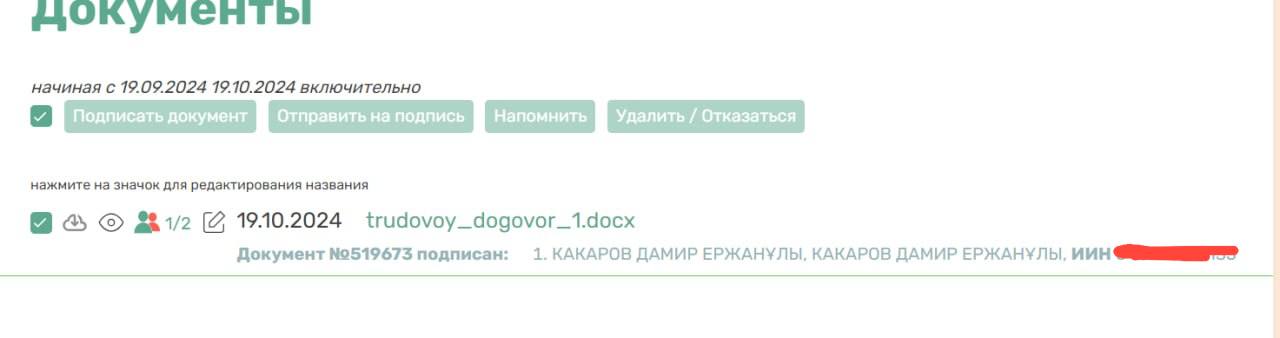 Документы
начиная с 19.09.2024 19.10.2024 включительно
Подписать документ Отправить на подпись Напомнить Удалить / Отказаться
нажмите на значок для редактирования названия
1/2 19.10.2024 trudovoy_dogovor_1.docx
Документ №519673 подписан: 1. КАКАРОВ ДАМИР ЕРЖАНҰЛЫ, КАКАРОВ ДАМИР ЕРЖАНҰЛЫ, ИИН